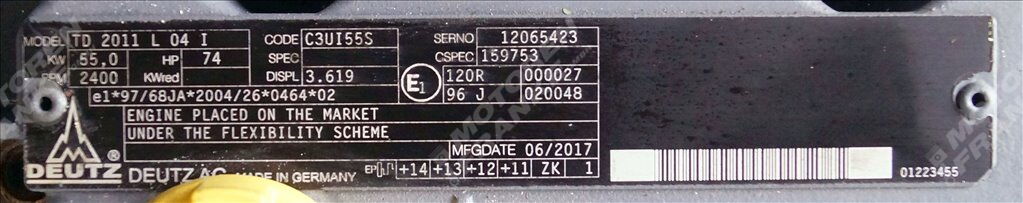 MODEL TD 2011 L 04 I CODE C3UI55S SERNO 12065423
KW 55,0 HP 74 SPEC CSPEC 159753
RPM 2400 KWred DISPL 3.619 E1 120R 000027
e1*97/68JA*2004/26*0464*02 96 J 020048
ENGINE PLACED ON THE MARKET
UNDER THE FLEXIBILITY SCHEME
MFGDATE 06/2017
DEUTZ ® DEUTZ AG MADE IN GERMANY EP +14 +13 +12 +11 ZK 1
01223455